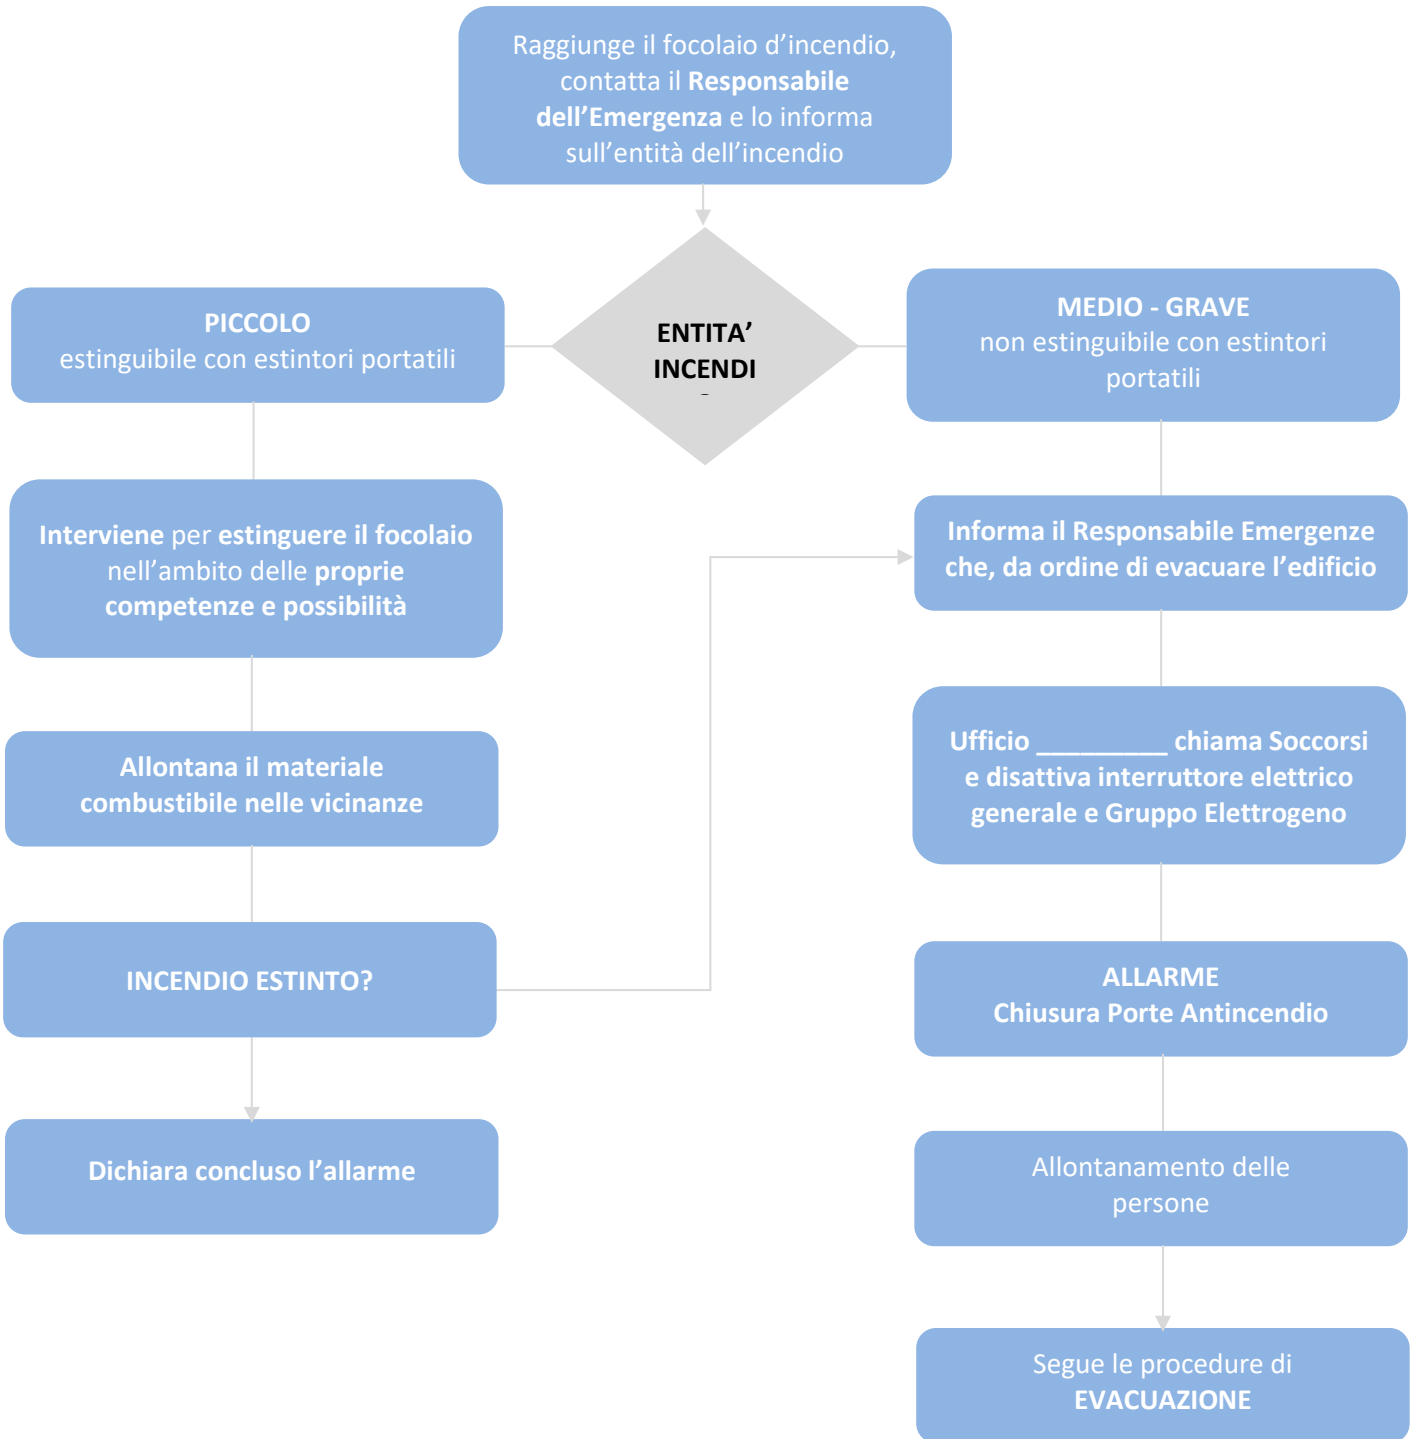 Raggiunge il focolaio d’incendio,
contatta il Responsabile
dell’Emergenza e lo informa
sull’entità dell’incendio
ENTITA’
INCENDI
PICCOLO
estinguibile con estintori portatili
Interviene per estinguere il focolaio
nell’ambito delle proprie
competenze e possibilità
Allontana il materiale
combustibile nelle vicinanze
INCENDIO ESTINTO?
Dichiara concluso l’allarme
MEDIO - GRAVE
non estinguibile con estintori
portatili
Informa il Responsabile Emergenze
che, da ordine di evacuare l’edificio
Ufficio _________ chiama Soccorsi
e disattiva interruttore elettrico
generale e Gruppo Elettrogeno
ALLARME
Chiusura Porte Antincendio
Allontanamento delle
persone
Segue le procedure di
EVACUAZIONE